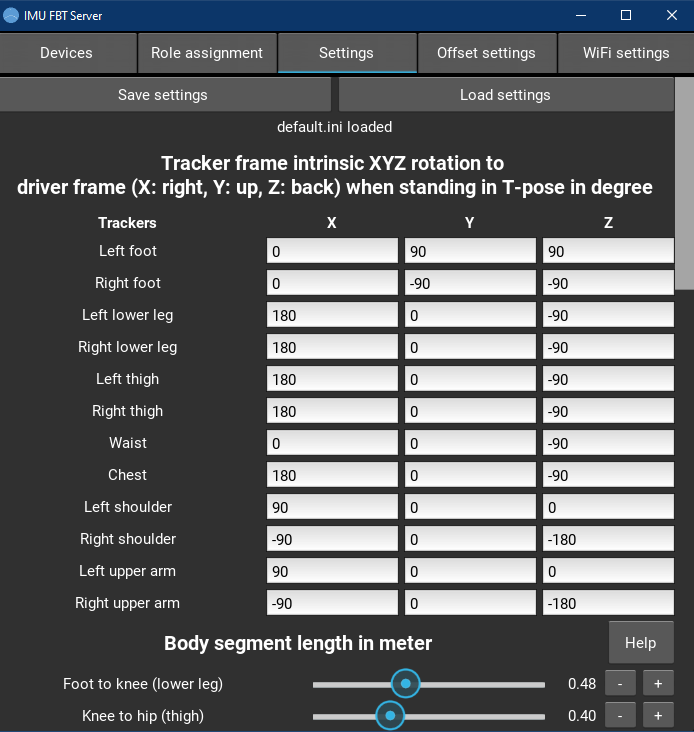 IMU FBT Server
Devices Role assignment Settings Offset settings WiFi settings
Save settings Load settings
default.ini loaded
Tracker frame intrinsic XYZ rotation to
driver frame (X: right, Y: up, Z: back) when standing in T-pose in degree
Trackers X Y Z
Left foot 0 90 90
Right foot 0 -90 -90
Left lower leg 180 0 -90
Right lower leg 180 0 -90
Left thigh 180 0 -90
Right thigh 180 0 -90
Waist 0 0 -90
Chest 180 0 -90
Left shoulder 90 0 0
Right shoulder -90 0 -180
Left upper arm 90 0 0
Right upper arm -90 0 -180
Body segment length in meter Help
Foot to knee (lower leg) 0.48 - +
Knee to hip (thigh) 0.40 - +